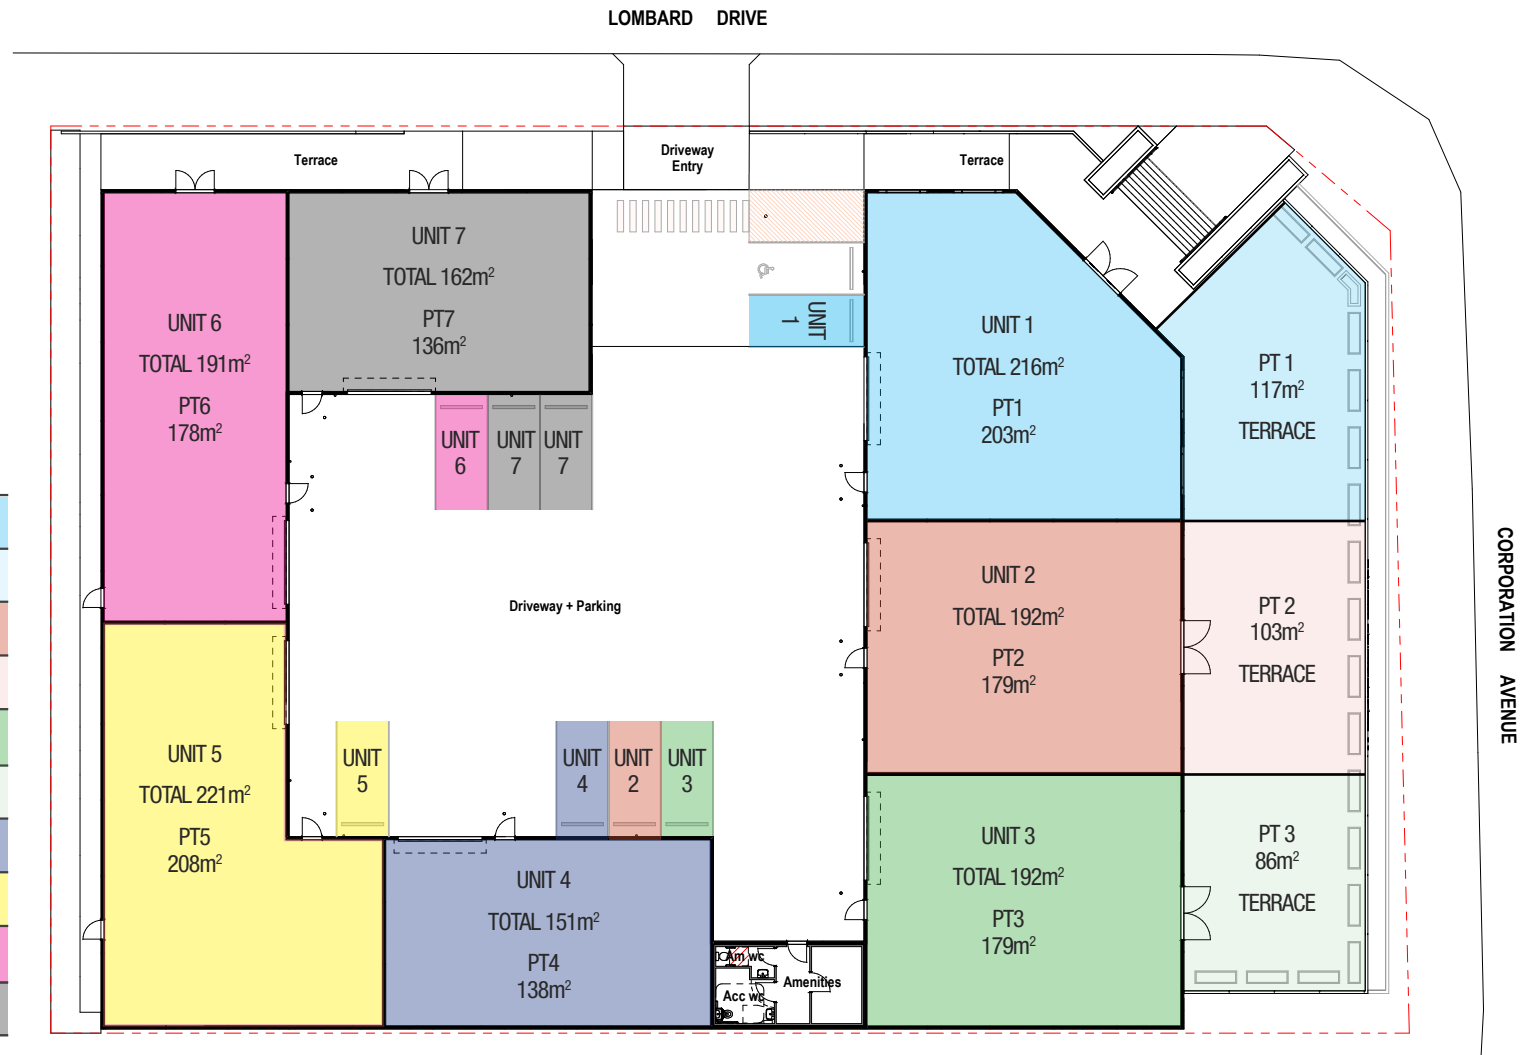 LOMBARD DRIVE
Terrace
Driveway
Entry
Terrace
UNIT 6
TOTAL 191m²
PT6
178m²
UNIT 7
TOTAL 162m²
PT7
136m²
UNIT
1
UNIT 1
TOTAL 216m²
PT1
203m²
PT 1
117m²
TERRACE
UNIT
6
UNIT
7
UNIT
7
Driveway + Parking
UNIT 2
TOTAL 192m²
PT2
179m²
PT 2
103m²
TERRACE
CORPORATION AVENUE
UNIT 5
TOTAL 221m²
PT5
208m²
UNIT
5
UNIT
4
UNIT
2
UNIT
3
UNIT 4
TOTAL 151m²
PT4
138m²
UNIT 3
TOTAL 192m²
PT3
179m²
PT 3
86m²
TERRACE
Am wc
Acc wc
Amenities